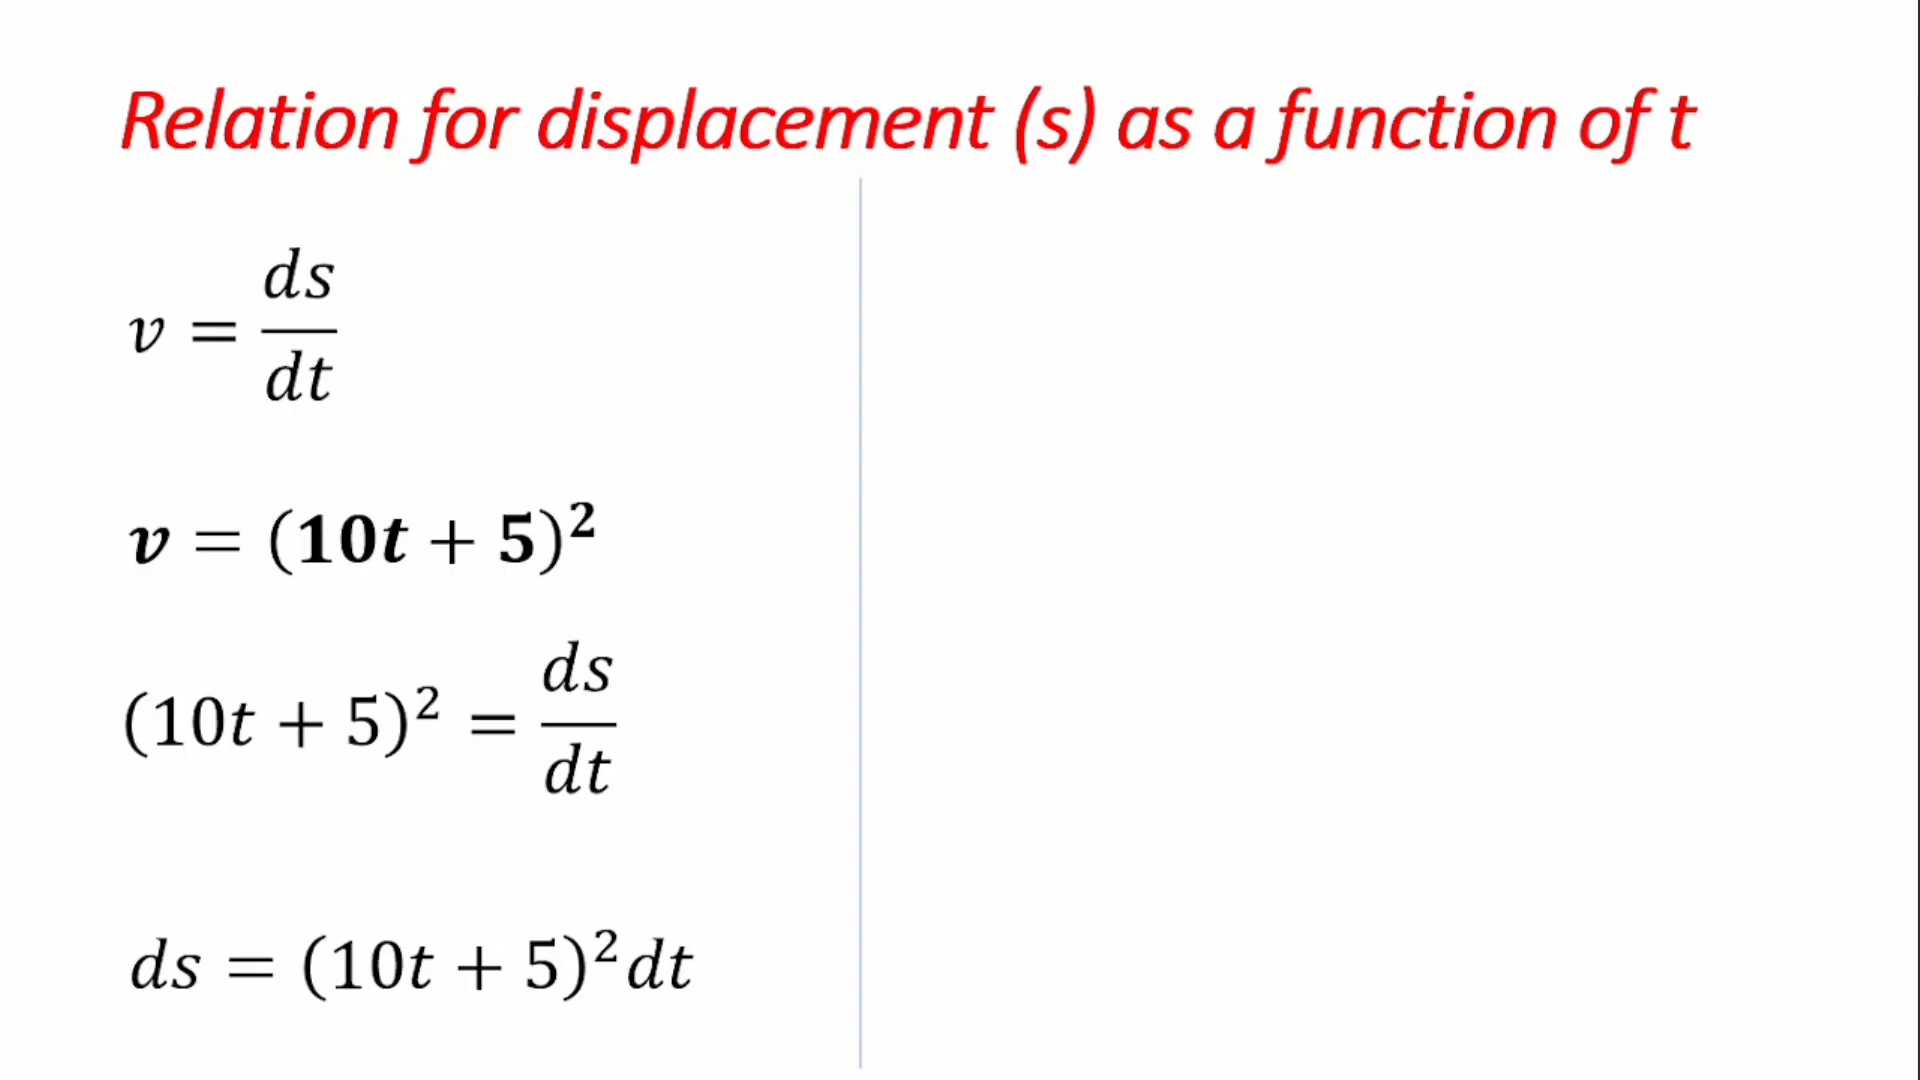 Relation for displacement (s) as a function of t
v = ds/dt
v = (10t + 5)²
(10t + 5)² = ds/dt
ds = (10t + 5)²dt